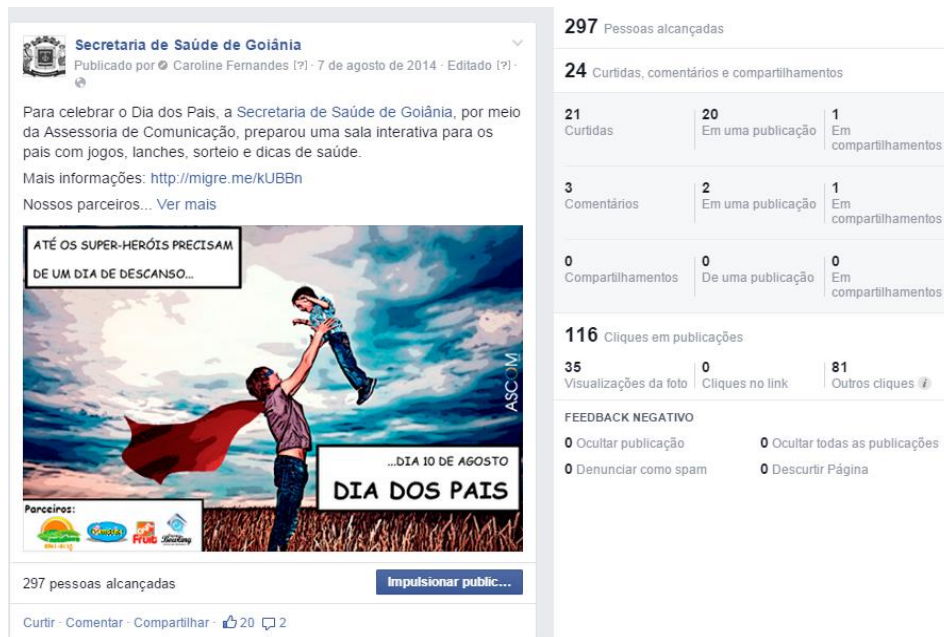 Secretaria de Saúde de Goiânia
Publicado por Caroline Fernandes [?] · 7 de agosto de 2014 · Editado [?] ·
Para celebrar o Dia dos Pais, a Secretaria de Saúde de Goiânia, por meio
da Assessoria de Comunicação, preparou uma sala interativa para os
pais com jogos, lanches, sorteio e dicas de saúde.
Mais informações: http://migre.me/kUBBn
Nossos parceiros... Ver mais
ATÉ OS SUPER-HERÓIS PRECISAM
DE UM DIA DE DESCANSO...
ASCOM
...DIA 10 DE AGOSTO
DIA DOS PAIS
Parceiros:
Fruit
Bowling
297 pessoas alcançadas
Impulsionar public...
Curtir · Comentar · Compartilhar · 20 2
297 Pessoas alcançadas
24 Curtidas, comentários e compartilhamentos
21 20 1
Curtidas Em uma publicação Em
compartilhamentos
3 2 1
Comentários Em uma publicação Em
compartilhamentos
0 0 0
Compartilhamentos De uma publicação Em
compartilhamentos
116 Cliques em publicações
35 0 81
Visualizações da foto Cliques no link Outros cliques i
FEEDBACK NEGATIVO
0 Ocultar publicação 0 Ocultar todas as publicações
0 Denunciar como spam 0 Descurtir Página